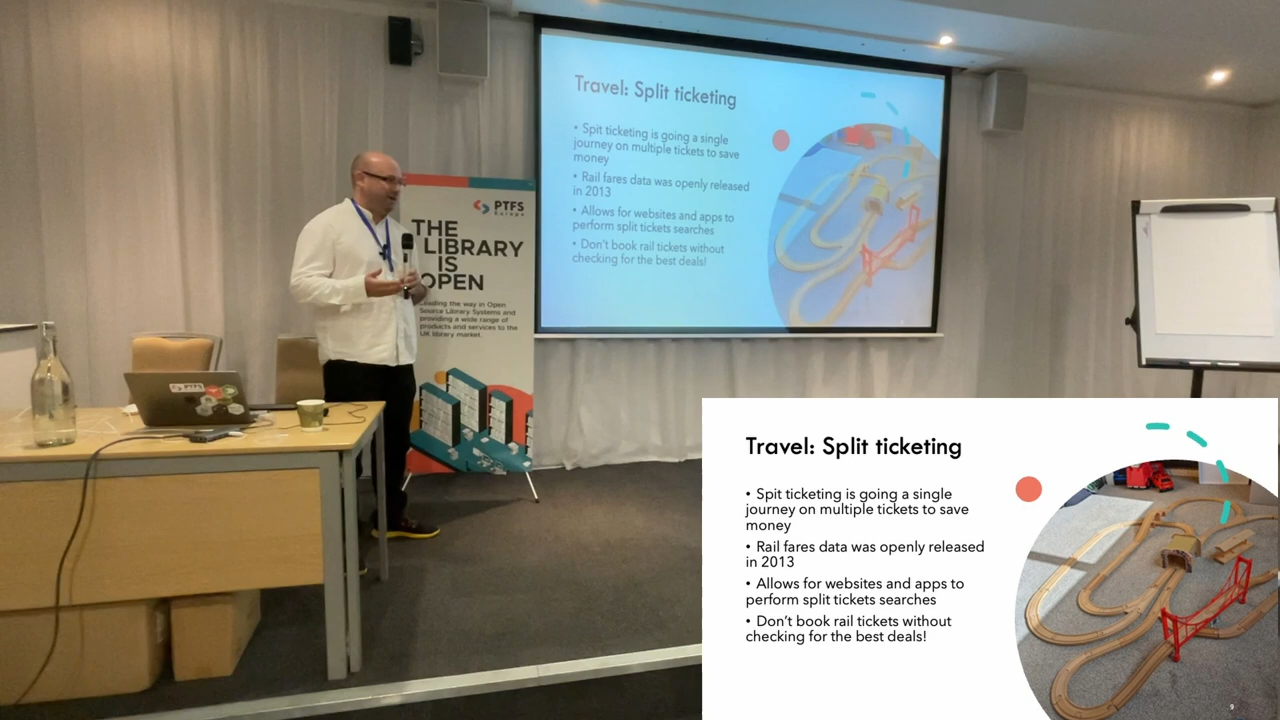 Travel: Split ticketing
• Spit ticketing is going a single
journey on multiple tickets to save
money
• Rail fares data was openly released
in 2013
• Allows for websites and apps to
perform split tickets searches
• Don't book rail tickets without
checking for the best deals!
PTFS
Europe
THE
LIBRARY
IS
OPEN
Leading the way in Open
Source Library Systems and
providing a wide range of
products and services to the
UK library market.
PTFS
Travel: Split ticketing
• Spit ticketing is going a single
journey on multiple tickets to save
money
• Rail fares data was openly released
in 2013
• Allows for websites and apps to
perform split tickets searches
• Don't book rail tickets without
checking for the best deals!
9